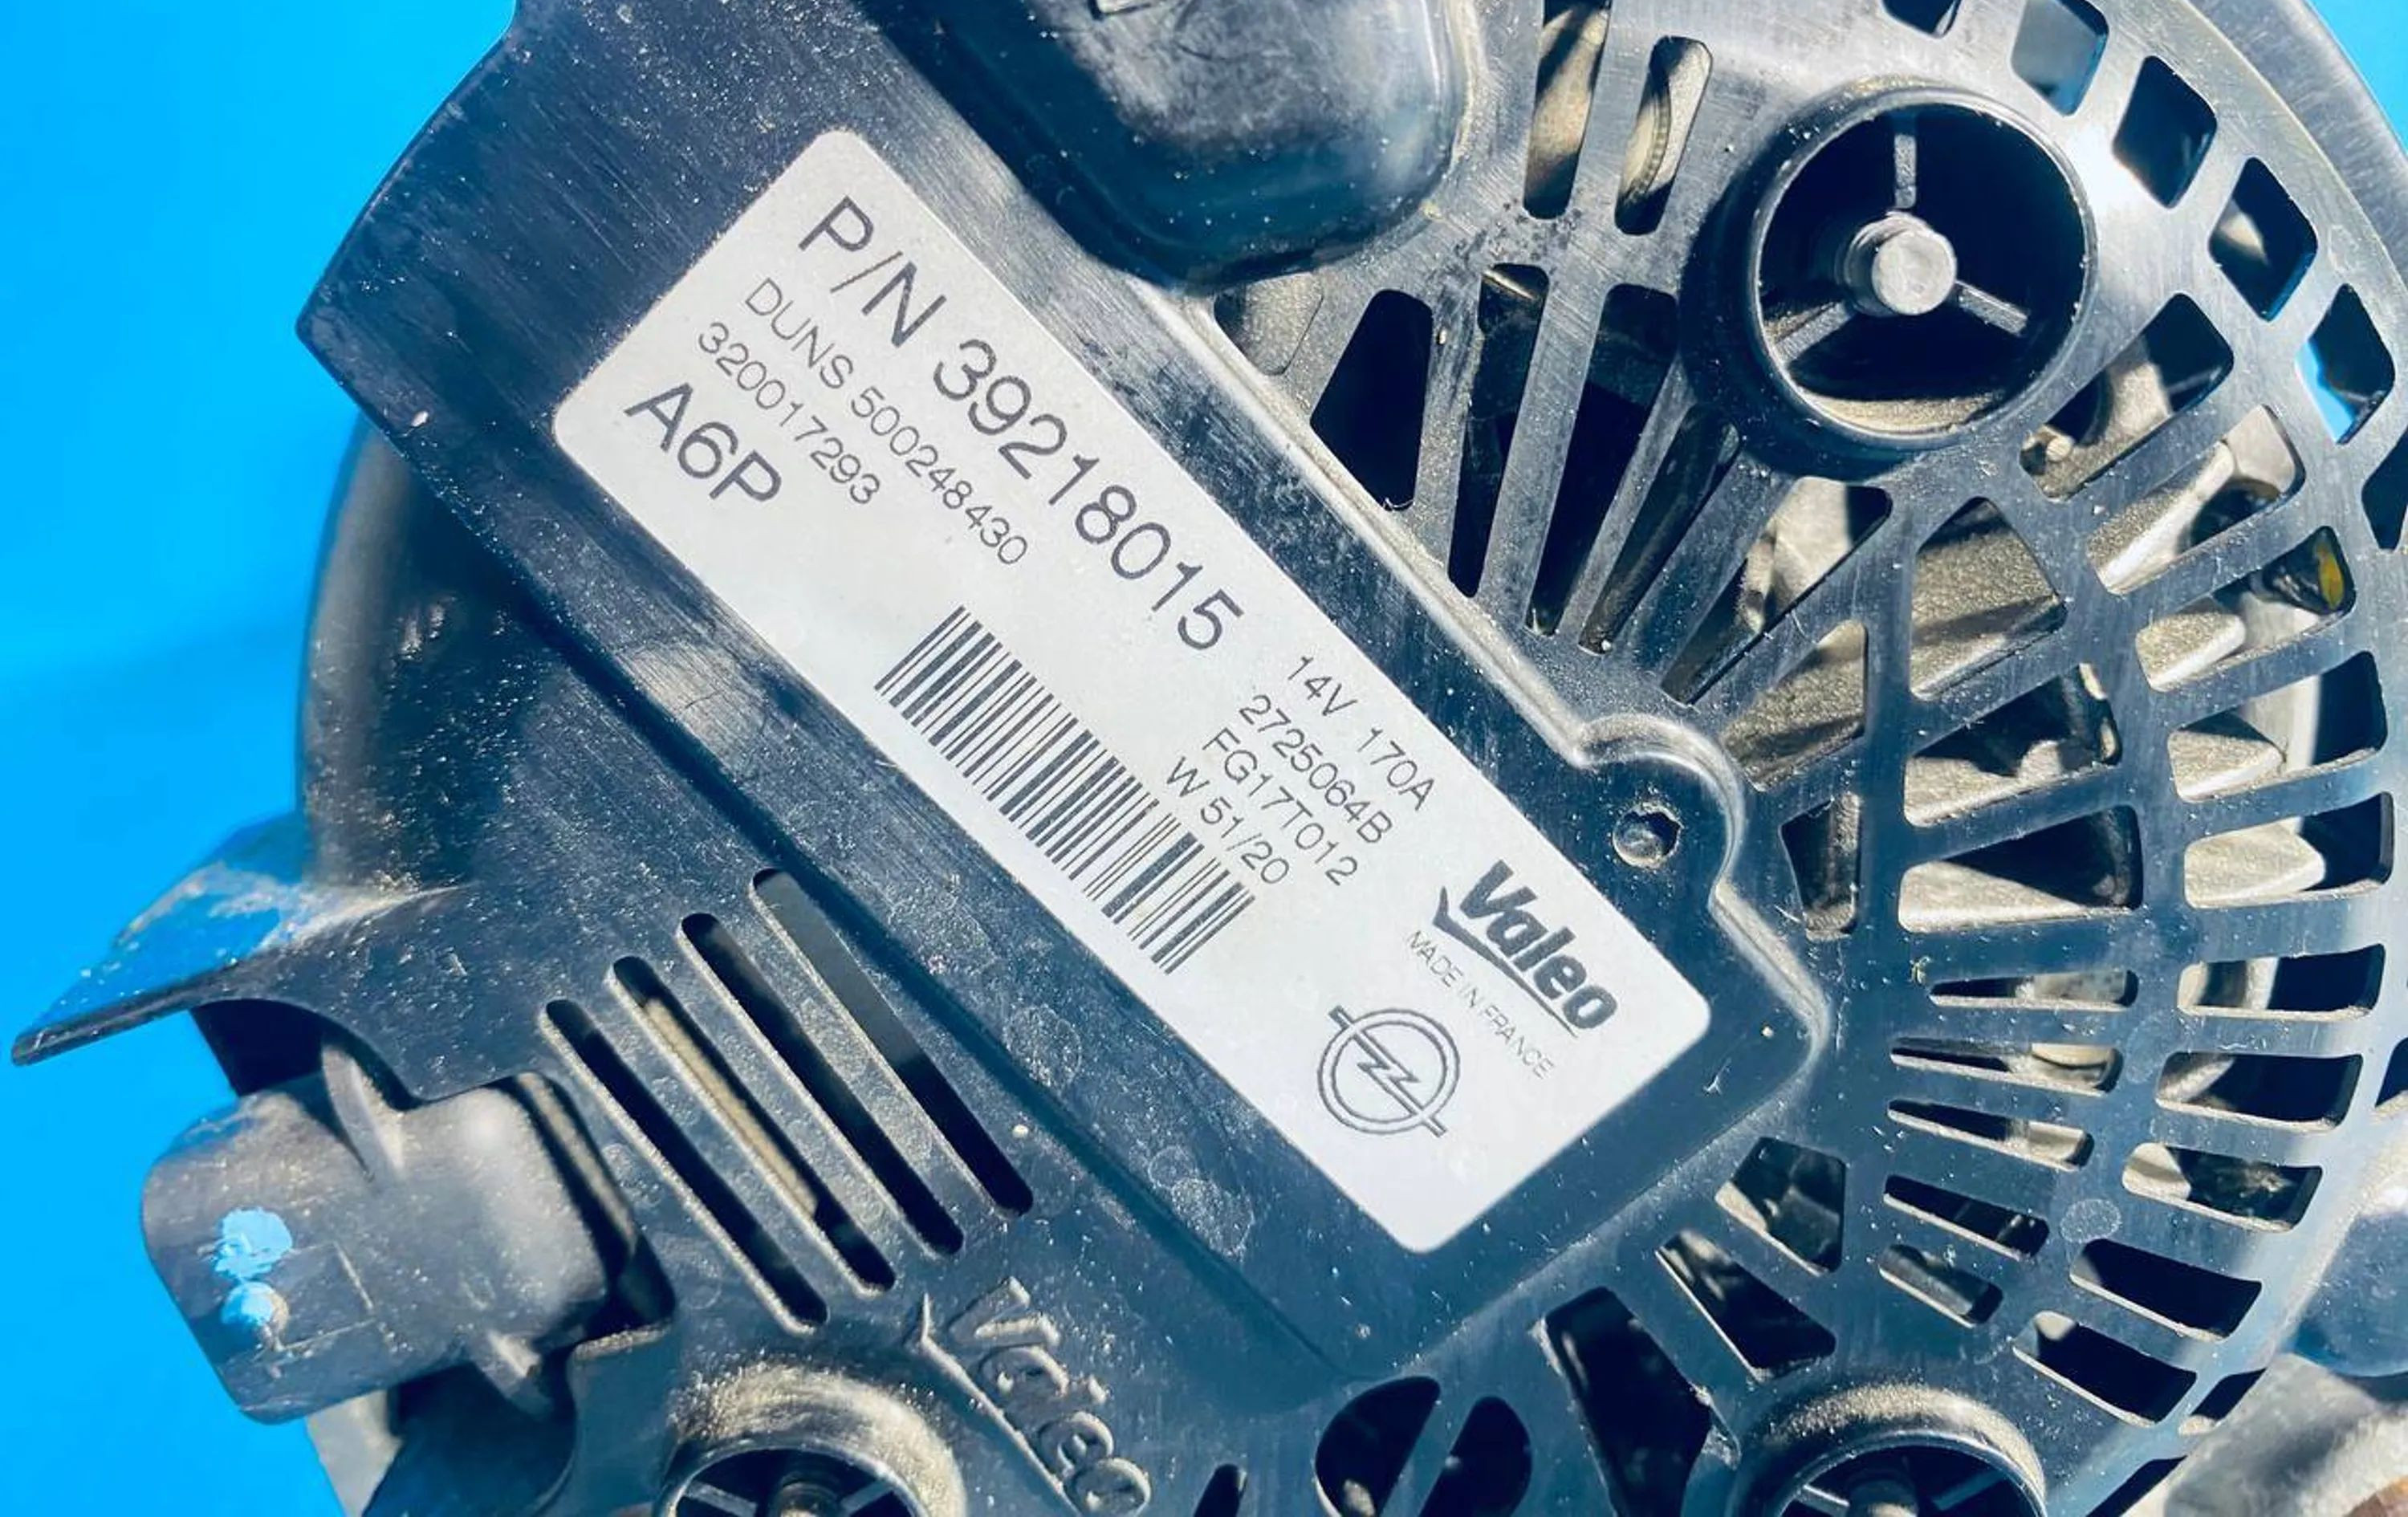 P/N 39218015
DUNS 500248430
320017293
A6P
14V 170A
2725064B
FG17T012
W 51/20
Valeo
MADE IN FRANCE
Valeo